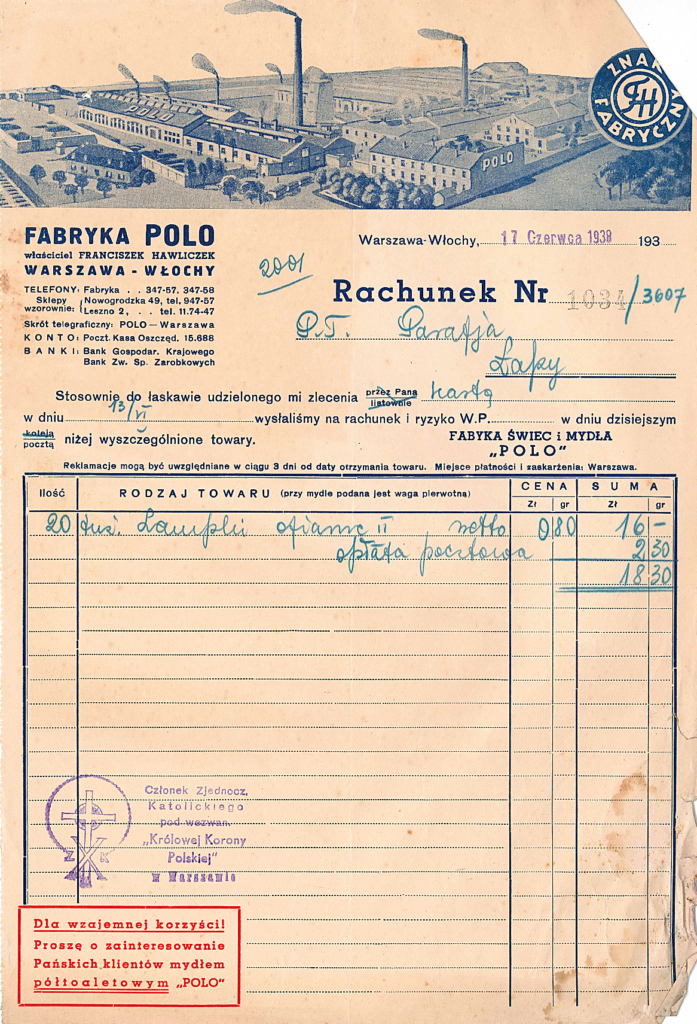 ZNAK
FABRYCZNY
FH
POLO
POLO
FABRYKA POLO
właściciel FRANCISZEK HAWLICZEK
WARSZAWA - WŁOCHY
TELEFONY: Fabryka . . 347-57. 347-58
Sklepy wzorownie: Nowogrodzka 49, tel. 947-57
Leszno 2, . . tel. 11.74-47
Skrót telegraficzny: POLO — Warszawa
KONTO: Poczt. Kasa Oszczęd. 15.688
BANKI: Bank Gospodar. Krajowego
Bank Zw. Sp. Zarobkowych
Warszawa-Włochy, 17 Czerwca 1938 193
2001
Rachunek Nr 1034/3607
P.T. Parafja
Łapy
Stosownie do łaskawie udzielonego mi zlecenia przez Pana kartą
listownie
w dniu 13/VI wysłaliśmy na rachunek i ryzyko W.P. w dniu dzisiejszym
koleją
pocztą niżej wyszczególnione towary.
FABYKA ŚWIEC i MYDŁA
„POLO"
Reklamacje mogą być uwzględniane w ciągu 3 dni od daty otrzymania towaru. Miejsce płatności i zaskarżenia: Warszawa.
Ilość RODZAJ TOWARU (przy mydle podana jest waga pierwotna) CENA SUMA
Zł gr Zł gr
20 tuz. Lampki ofiarne II netto 0 80 16 -
opłata pocztowa 2 30
18 30
Członek Zjednocz.
Katolickiego
pod wezwan.
„Królowej Korony
Polskiej"
w Warszawie
Z K
Dla wzajemnej korzyści!
Proszę o zainteresowanie
Pańskich klientów mydłem
półtoaletowym „POLO"